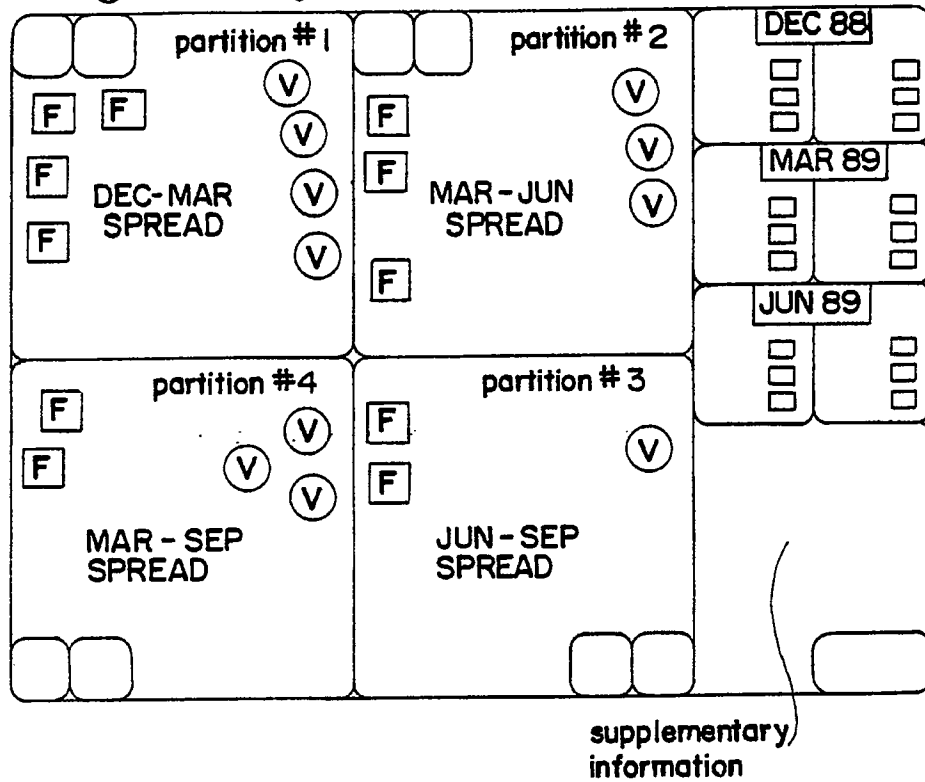 partition #1
F F
V
V
F
V
DEC-MAR
SPREAD
F
V
partition #2
V
F
V
F
V
MAR-JUN
SPREAD
F
DEC 88
MAR 89
JUN 89
partition #4
F
V
F
V
V
MAR-SEP
SPREAD
partition #3
F
V
F
JUN-SEP
SPREAD
supplementary
information